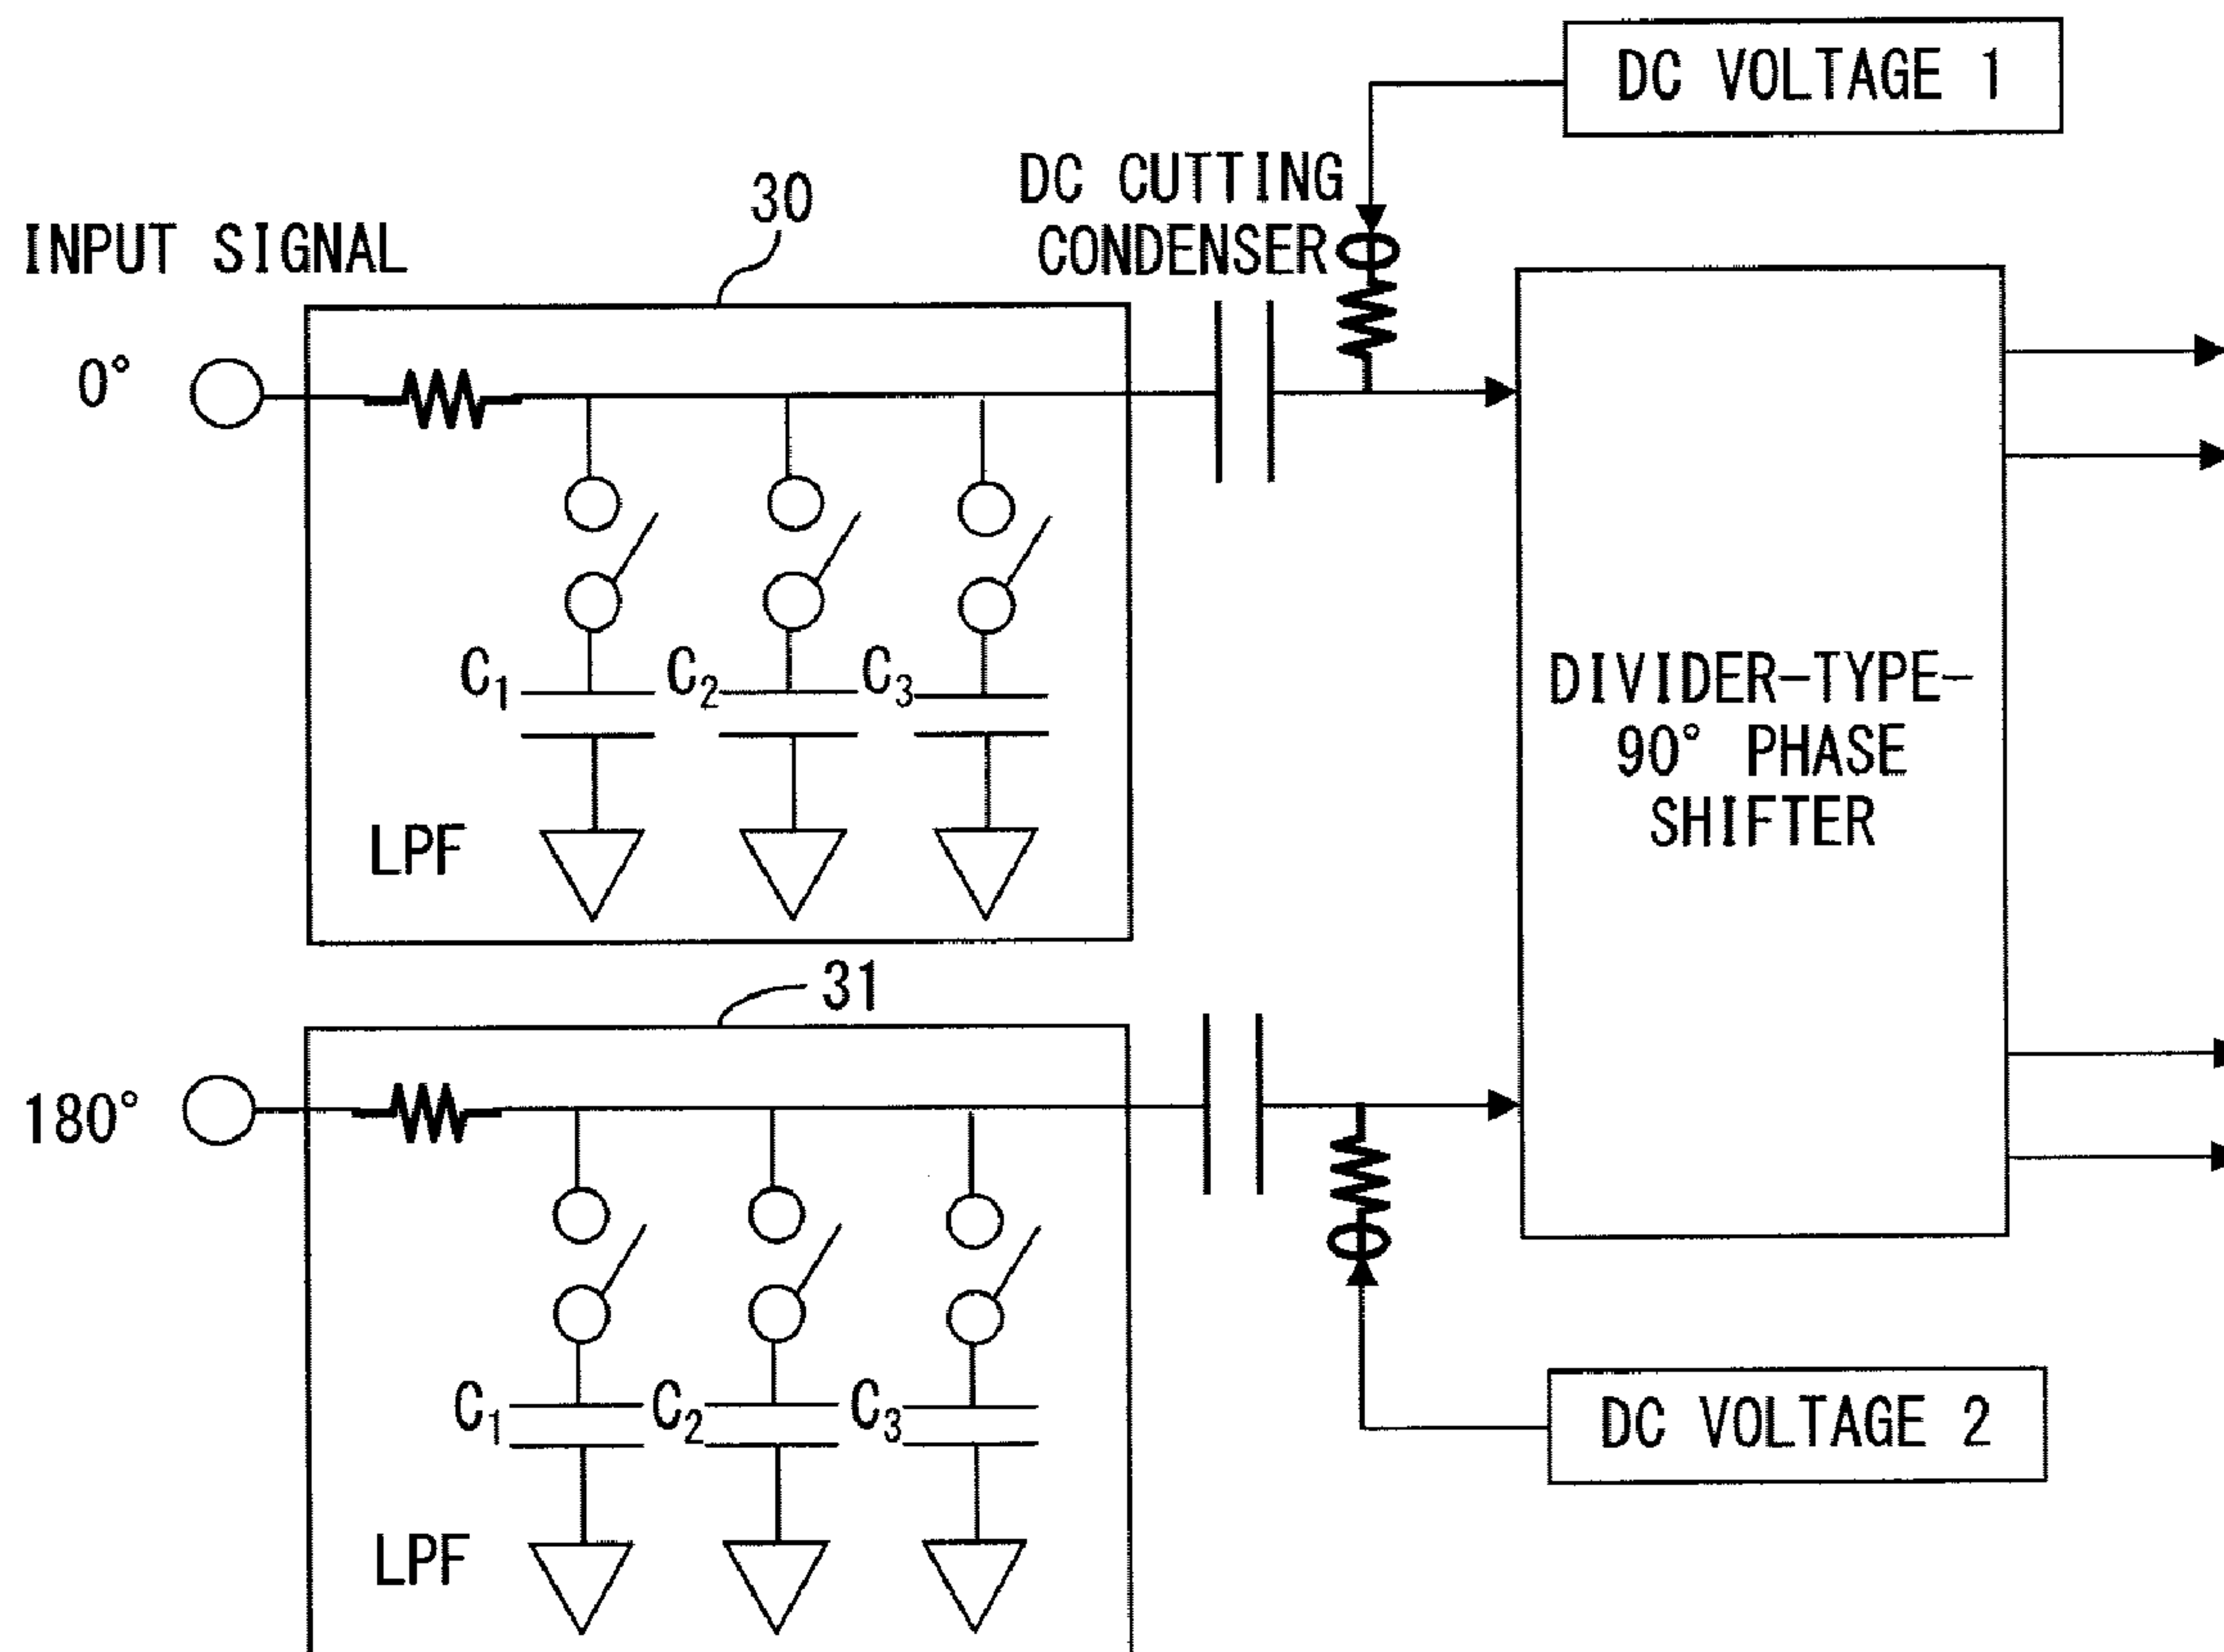 DC VOLTAGE 1
DC CUTTING
CONDENSER
INPUT SIGNAL
30
0°
C₁
C₂
C₃
LPF
DIVIDER-TYPE-
90° PHASE
SHIFTER
31
180°
C₁
C₂
C₃
LPF
DC VOLTAGE 2